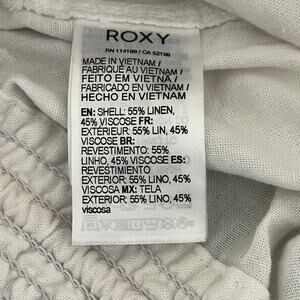 ROXY
RN 114189 / CA 52198
MADE IN VIETNAM /
FABRIQUÉ AU VIETNAM /
FEITO EM VIETNÃ /
FABRICADO EN VIETNAM /
HECHO EN VIETNAM
EN: SHELL: 55% LINEN,
45% VISCOSE FR:
EXTÉRIEUR: 55% LIN, 45%
VISCOSE BR:
REVESTIMENTO: 55%
LINHO, 45% VISCOSE ES:
REVESTIMIENTO
EXTERIOR: 55% LINO, 45%
VISCOSA MX: TELA
EXTERIOR: 55% LINO, 45%
viscosa